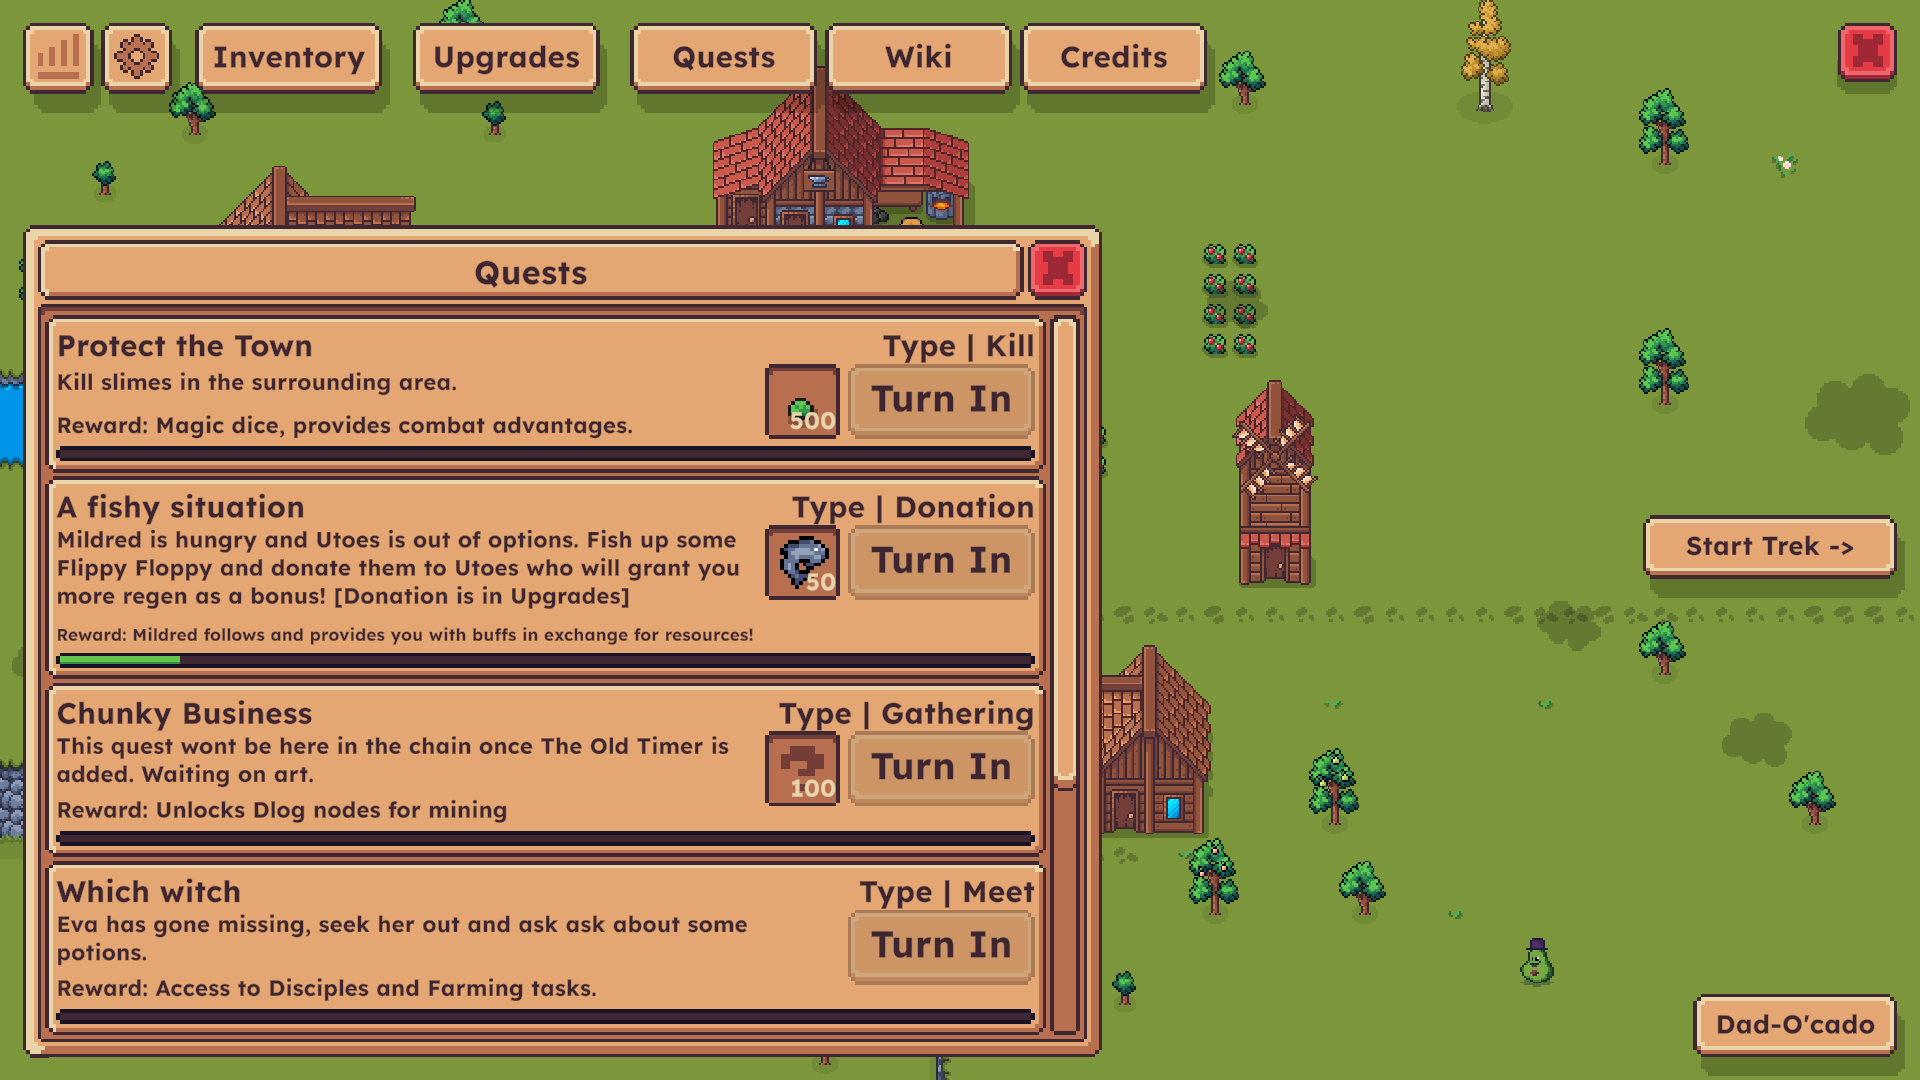 Inventory
Upgrades
Quests
Wiki
Credits
Quests
Protect the Town
Type | Kill
Kill slimes in the surrounding area.
500
Turn In
Reward: Magic dice, provides combat advantages.
A fishy situation
Type | Donation
Mildred is hungry and Utoes is out of options. Fish up some
Flippy Floppy and donate them to Utoes who will grant you
more regen as a bonus! [Donation is in Upgrades]
50
Turn In
Reward: Mildred follows and provides you with buffs in exchange for resources!
Chunky Business
Type | Gathering
This quest wont be here in the chain once The Old Timer is
added. Waiting on art.
100
Turn In
Reward: Unlocks Dlog nodes for mining
Which witch
Type | Meet
Eva has gone missing, seek her out and ask ask about some
potions.
Turn In
Reward: Access to Disciples and Farming tasks.
Start Trek ->
Dad-O'cado